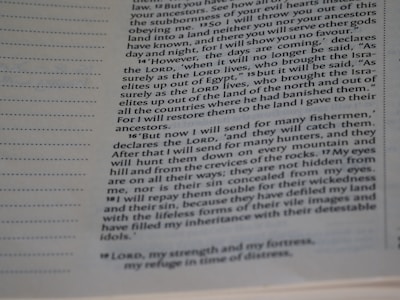 law. 12 But you have
your ancestors. See how all of
the stubbornness of your evil hearts instead
obeying me. 13 So I will throw you out of this
land into a land neither you nor your ancestors
have known, and there you will serve other gods
day and night, for I will show you no favour.'
14 'However, the days are coming,' declares
the LORD, 'when it will no longer be said, "As
surely as the LORD lives, who brought the Isra-
elites up out of Egypt," 15 but it will be said, "As
surely as the LORD lives, who brought the Isra-
elites up out of the land of the north and out of
all the countries where he had banished them."
For I will restore them to the land I gave to their
ancestors.
16 'But now I will send for many fishermen,'
declares the LORD, 'and they will catch them.
After that I will send for many hunters, and they
will hunt them down on every mountain and
hill and from the crevices of the rocks. 17 My eyes
are on all their ways; they are not hidden from
me, nor is their sin concealed from my eyes.
18 I will repay them double for their wickedness
and their sin, because they have defiled my land
with the lifeless forms of their vile images and
have filled my inheritance with their detestable
idols.'
19 LORD, my strength and my fortress,
my refuge in time of distress,